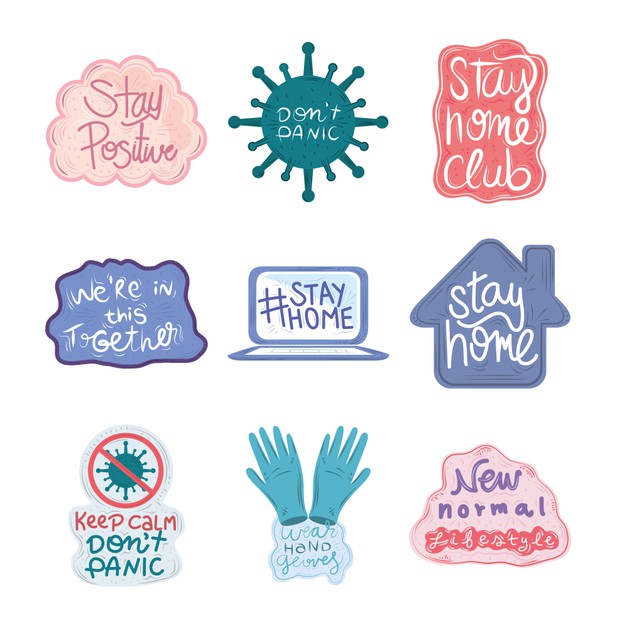 Stay
Positive
Don't
PANIC
Stay
home
club
We're in
this
Together
#STAY
HOME
stay
home
KEEP CALM
DON'T
PANIC
wear
HAND
gloves
New
normal
Lifestyle